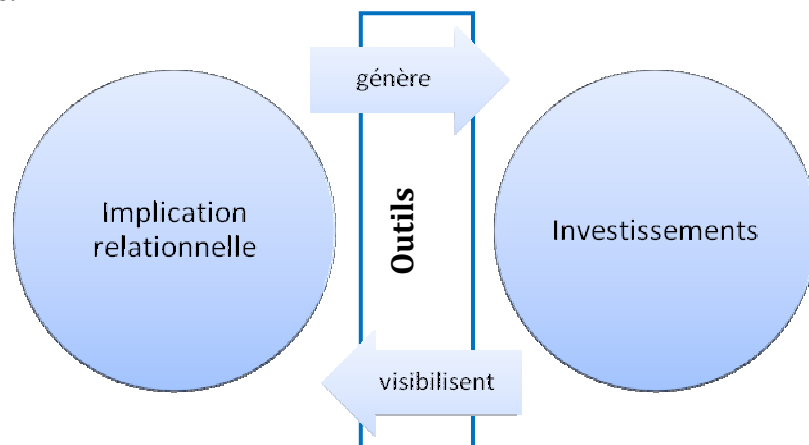 génère
Implication
relationnelle
Outils
Investissements
visibilisent